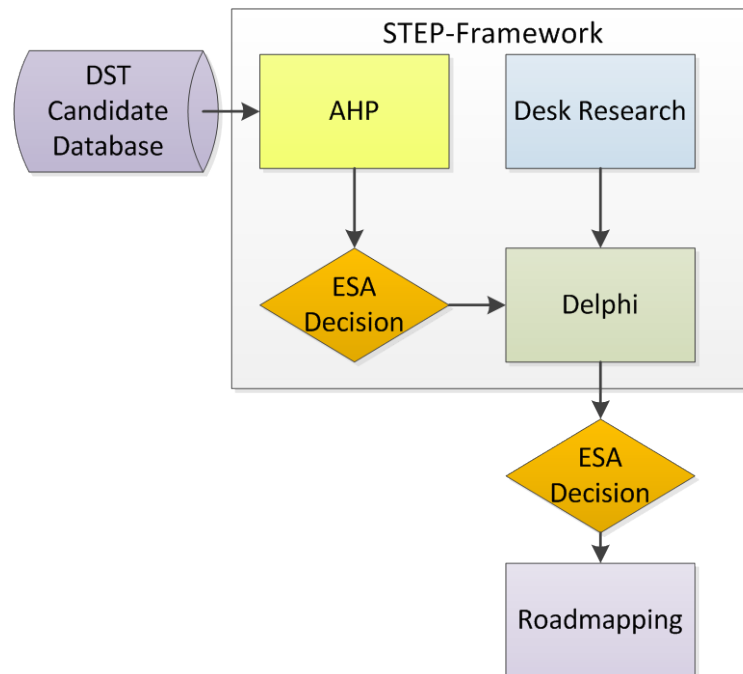 STEP-Framework
DST
Candidate
Database
AHP
Desk Research
ESA
Decision
Delphi
ESA
Decision
Roadmapping